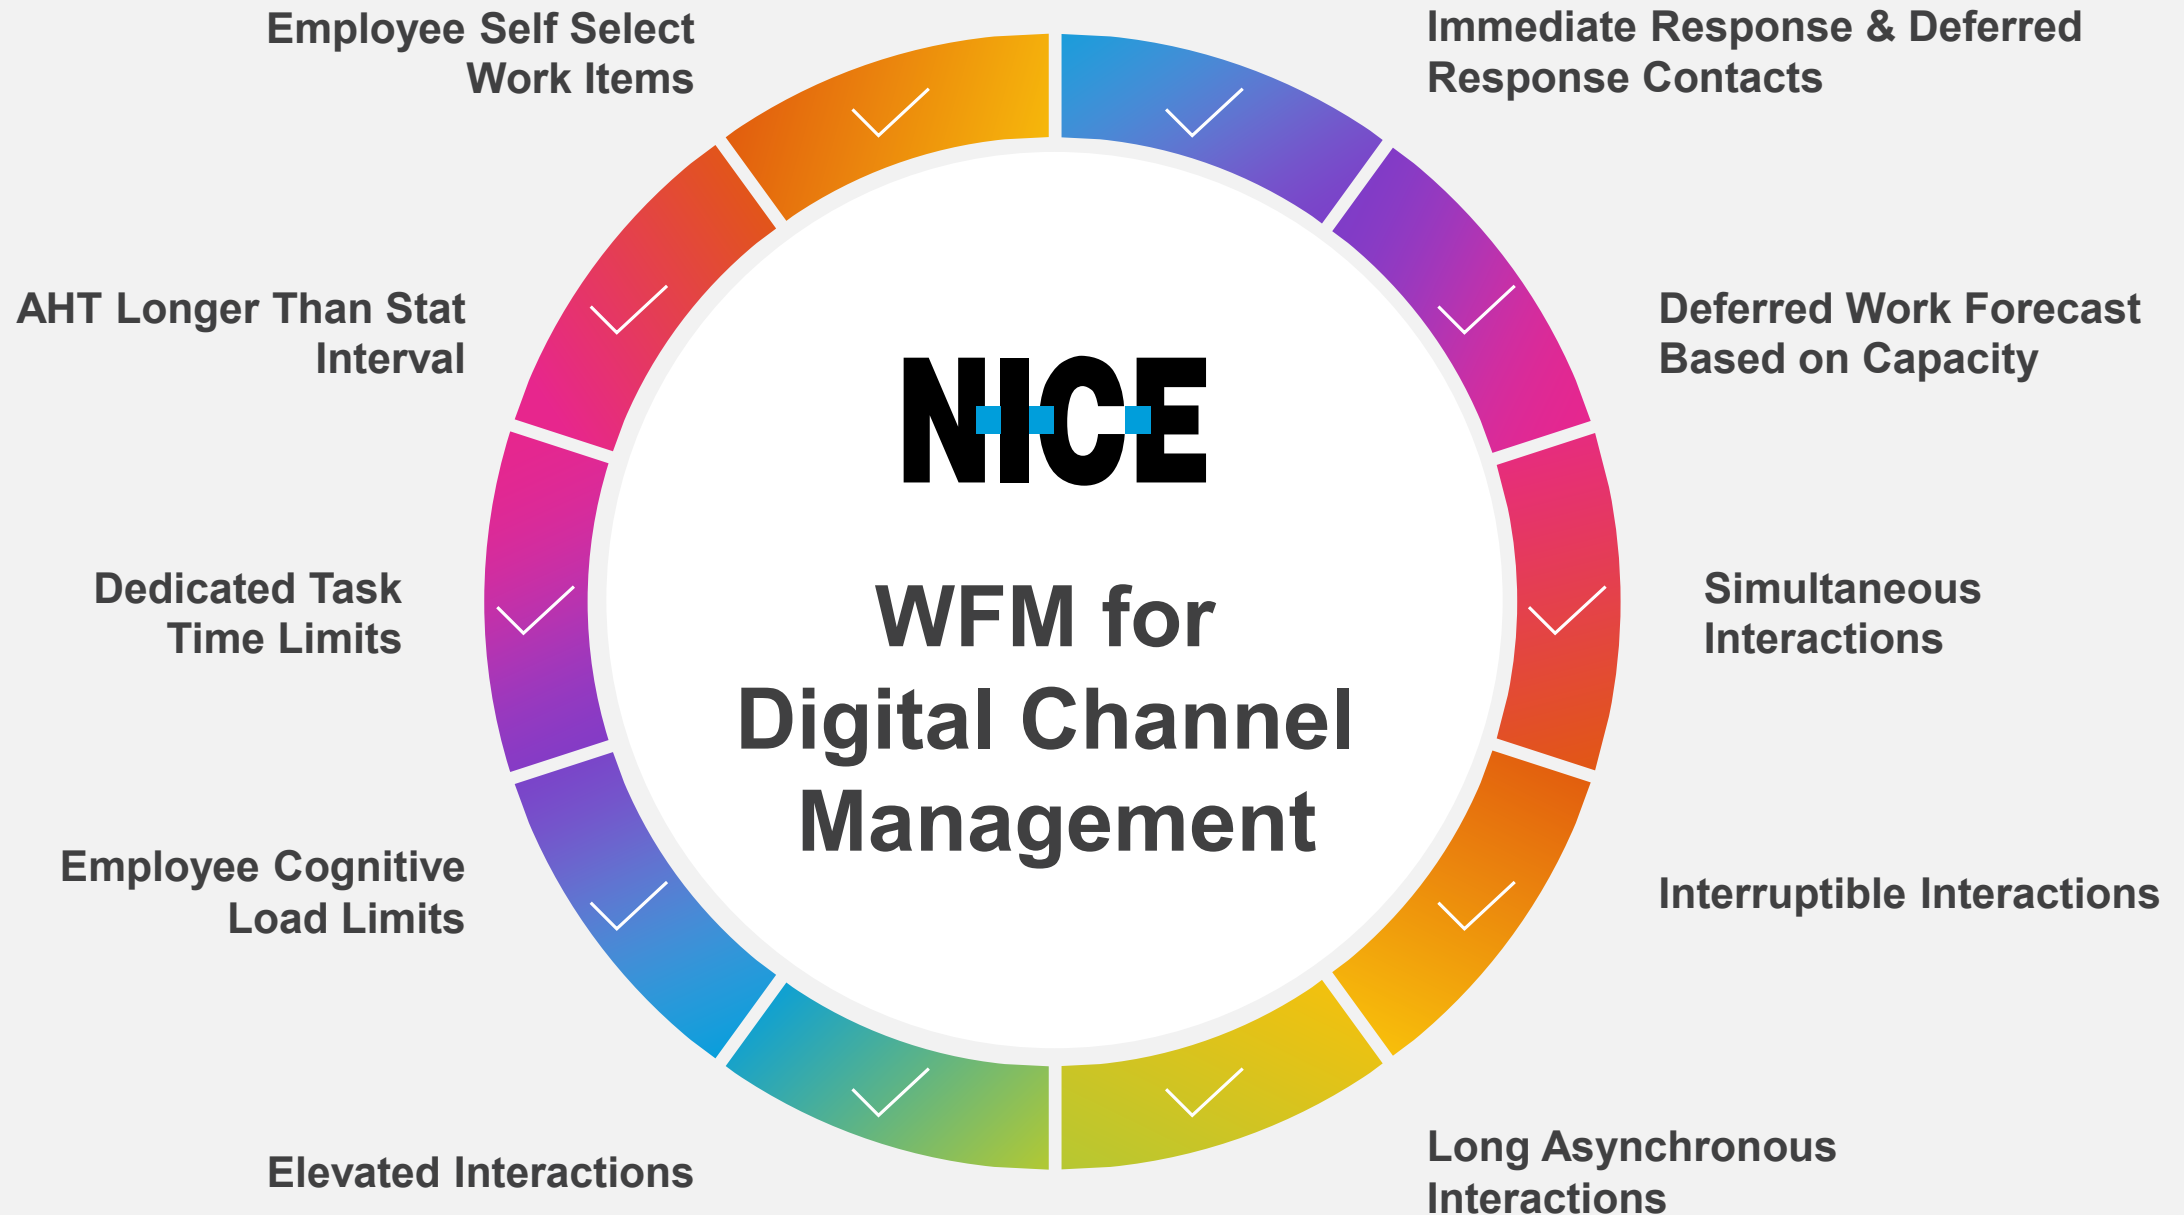 Employee Self Select
Work Items
Immediate Response & Deferred
Response Contacts
AHT Longer Than Stat
Interval
Deferred Work Forecast
Based on Capacity
NICE
WFM for
Digital Channel
Management
Dedicated Task
Time Limits
Simultaneous
Interactions
Employee Cognitive
Load Limits
Interruptible Interactions
Elevated Interactions
Long Asynchronous
Interactions